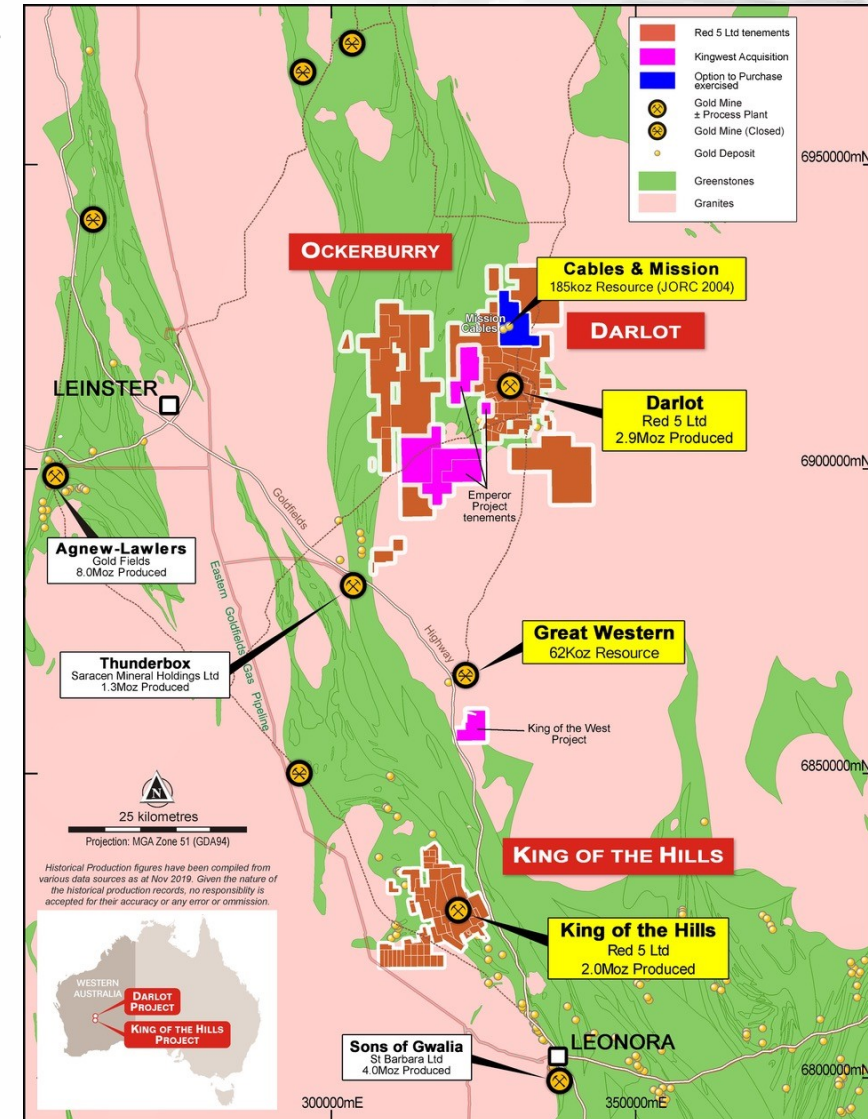 Red 5 Ltd tenements
Kingwest Acquisition
Option to Purchase
exercised
Gold Mine
± Process Plant
Gold Mine (Closed)
Gold Deposit
Greenstones
Granites
6950000mN
OCKERBURRY
Cables & Mission
185koz Resource (JORC 2004)
Mission
Cables
DARLOT
LEINSTER
Darlot
Red 5 Ltd
2.9Moz Produced
6900000mN
Emperor
Project
tenements
Goldfields
Highway
Agnew-Lawlers
Gold Fields
8.0Moz Produced
Eastern Goldfields Gas Pipeline
Thunderbox
Saracen Mineral Holdings Ltd
1.3Moz Produced
Great Western
62Koz Resource
King of the West
Project
6850000mN
N
25 kilometres
Projection: MGA Zone 51 (GDA94)
KING OF THE HILLS
Historical Production figures have been compiled from
various data sources as at Nov 2019. Given the nature of
the historical production records, no responsiblity is
accepted for their accuracy or any error or ommission.
King of the Hills
Red 5 Ltd
2.0Moz Produced
WESTERN
AUSTRALIA
DARLOT
PROJECT
KING OF THE HILLS
PROJECT
Sons of Gwalia
St Barbara Ltd
4.0Moz Produced
LEONORA
6800000mN
300000mE
350000mE